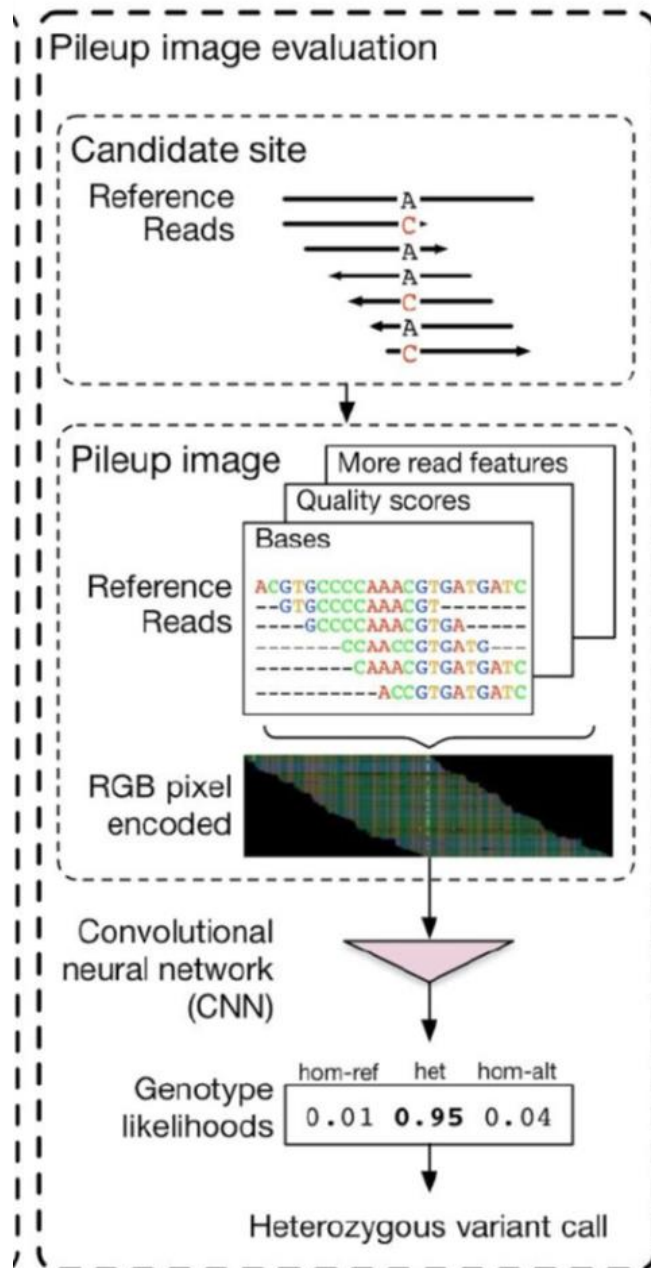 Pileup image evaluation
Candidate site
Reference
Reads
A
C
A
A
C
A
C
Pileup image
More read features
Quality scores
Bases
Reference
Reads
ACGTGCCCCAAACGTGATGATC
--GTGCCCCAAACGT-------
----GCCCCAAACGTGA-----
-------CCAACCGTGATG---
--------CAAACGTGATGATC
----------ACCGTGATGATC
RGB pixel
encoded
Convolutional
neural network
(CNN)
hom-ref het hom-alt
Genotype
likelihoods
0.01 0.95 0.04
Heterozygous variant call